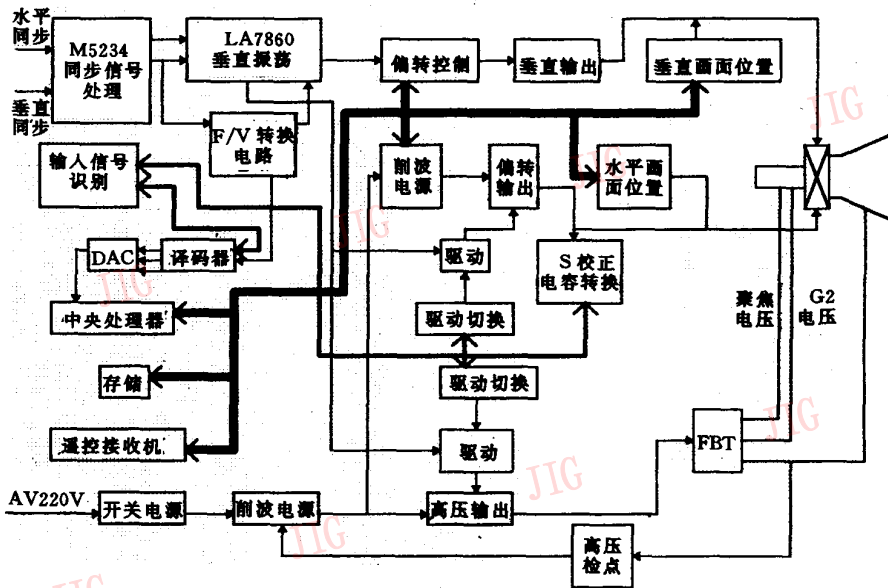 水平
同步
M5234
同步信号
处理
垂直
同步
LA7860
垂直振荡
偏转控制
垂直输出
垂直画面位置
F/V 转换
电路
输人信号
识别
削波
电源
偏转
输出
水平画
面位置
DAC
译码器
驱动
S 校正
电容转换
中央处理器
驱动切换
聚焦
电压
G2
电压
存储
驱动切换
遥控接收机
驱动
FBT
AV220V
开关电源
削波电源
高压输出
高压
检点
JIG
JIG
JIG
JIG
JIG
JIG
JIG
JIG